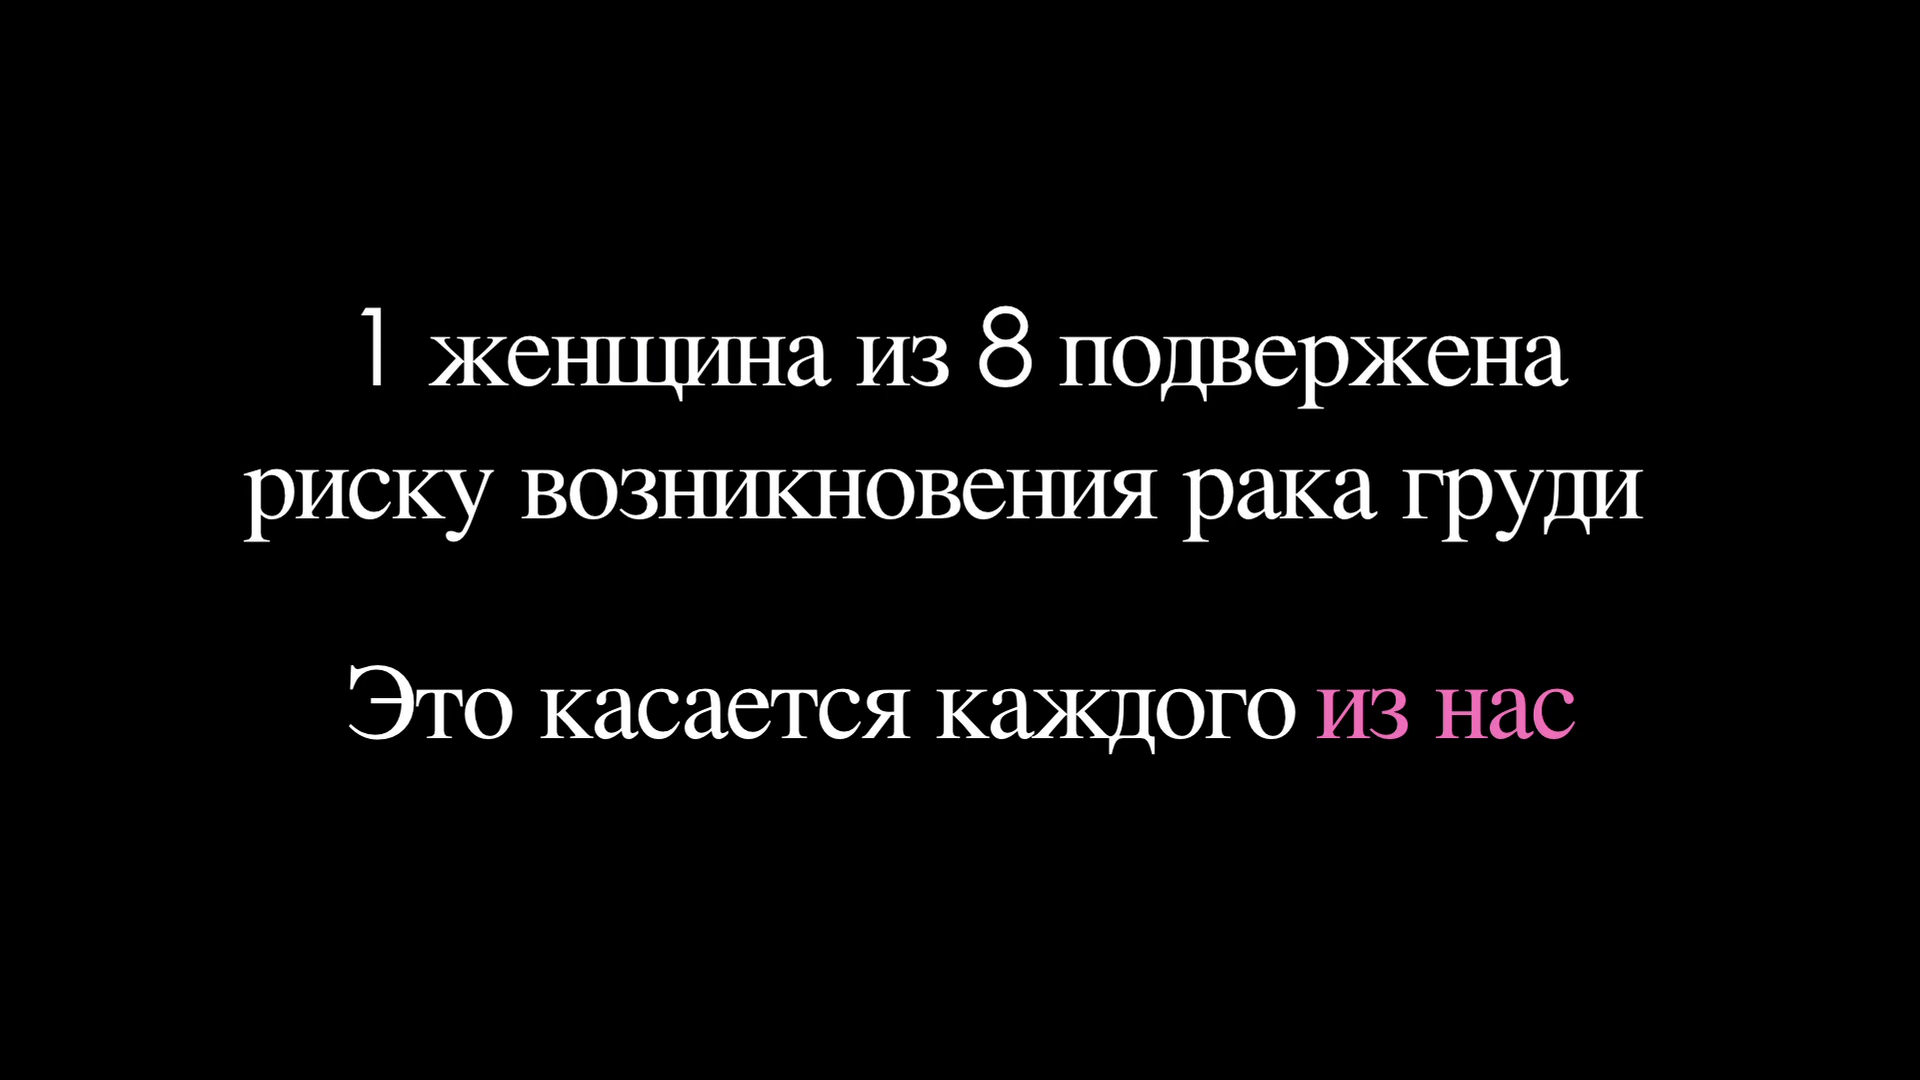 1 женщина из 8 подвержена
риску возникновения рака груди
Это касается каждого из нас